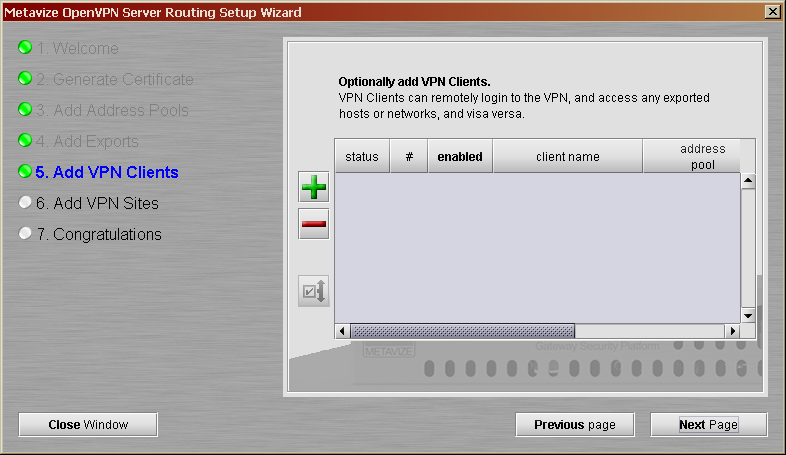 Metavize OpenVPN Server Routing Setup Wizard
1. Welcome
2. Generate Certificate
3. Add Address Pools
4. Add Exports
5. Add VPN Clients
6. Add VPN Sites
7. Congratulations
Optionally add VPN Clients.
VPN Clients can remotely login to the VPN, and access any exported
hosts or networks, and visa versa.
status # enabled client name address
pool
Gateway Security Platform
METAVIZE
Close Window
Previous page
Next Page